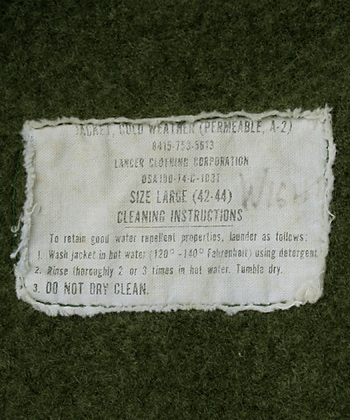 JACKET, COLD WEATHER (PERMEABLE, A-2)
8415-753-5613
LANCER CLOTHING CORPORATION
DSA100-74-C-1031
SIZE LARGE (42-44)
CLEANING INSTRUCTIONS
To retain good water repellent properties, launder as follows:
1. Wash jacket in hot water (120° -140° Fahrenheit) using detergent
2. Rinse thoroughly 2 or 3 times in hot water. Tumble dry.
3. DO NOT DRY CLEAN.